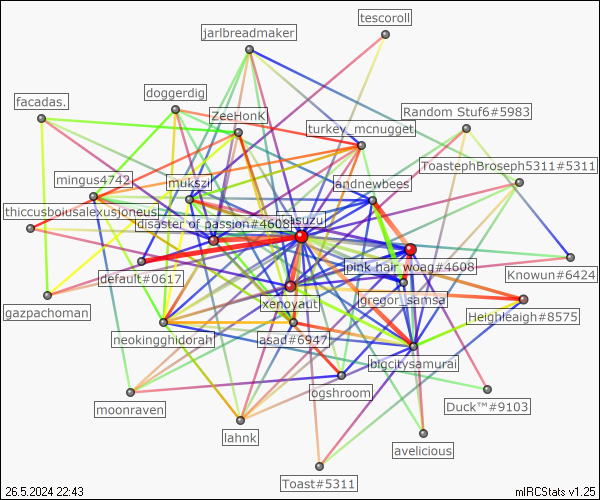 tescoroll
jarlbreadmaker
doggerdig
facadas.
ZeeHonK
Random Stuf6#5983
turkey_mcnugget
ToastephBroseph5311#5311
mingus4742
mukszi
andnewbees
thiccusboiusalexusjoneus
disaster of passion#4608
asuzu
default#0617
pink hair woag#4608
Knowun#6424
gazpachoman
xenoyaut
gregor_samsa
Heighleaigh#8575
neokingghidorah
asad#6947
bigcitysamurai
ogshroom
moonraven
Duck™#9103
lahnk
avelicious
Toast#5311
26.5.2024 22:43
mIRCStats v1.25